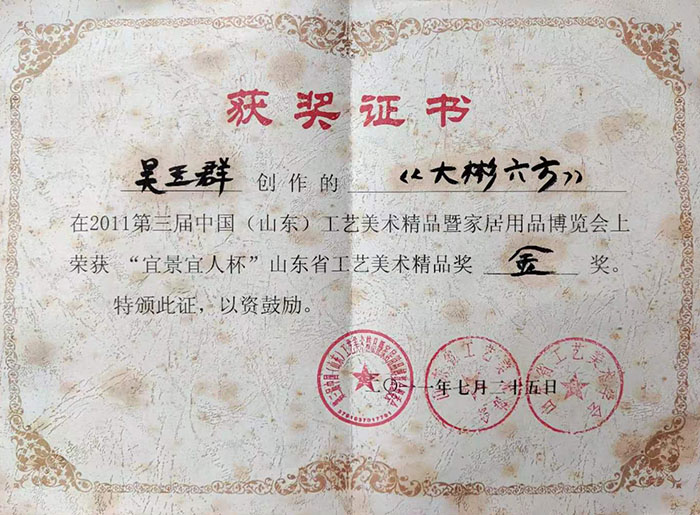 获奖证书
吴玉群 创作的 《大彬六方》
在2011第三届中国（山东）工艺美术精品暨家居用品博览会上
荣获 “宜景宜人杯”山东省工艺美术精品奖 金 奖。
特颁此证，以资鼓励。
二〇一一年七月二十五日